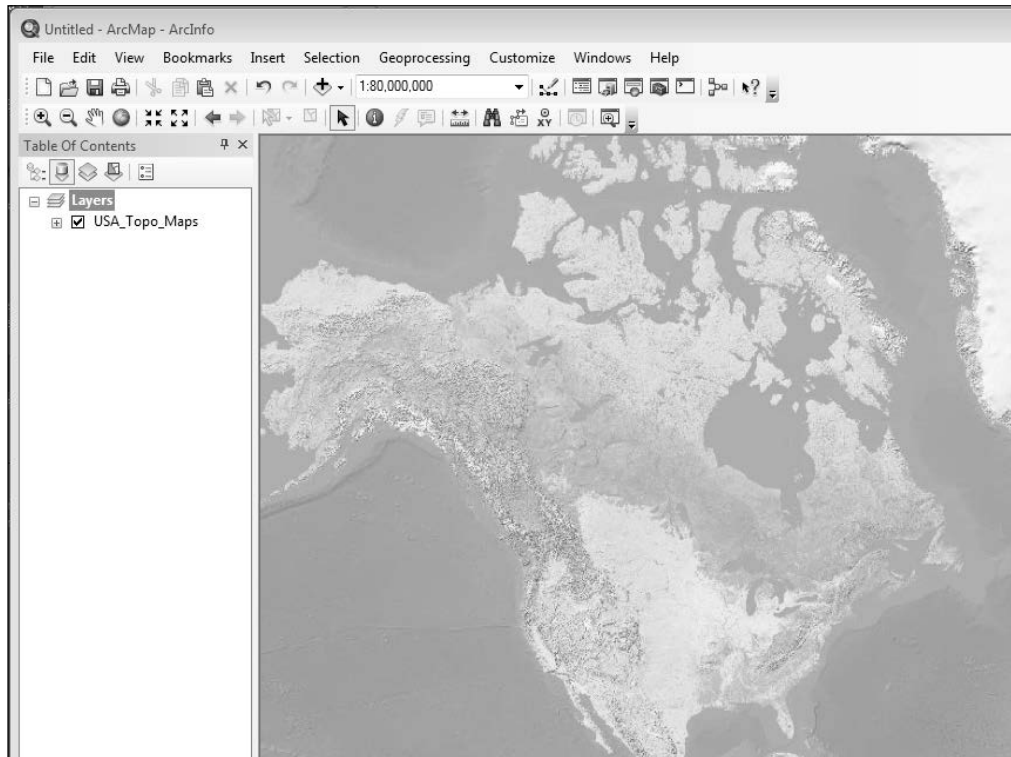 Untitled - ArcMap - ArcInfo
File Edit View Bookmarks Insert Selection Geoprocessing Customize Windows Help
1:80,000,000
XY
Table Of Contents
Layers
USA_Topo_Maps